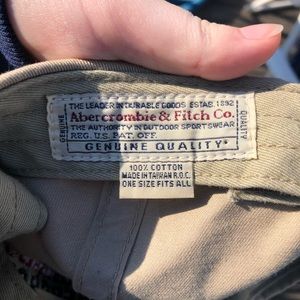 THE LEADER IN DURABLE GOODS ESTAB. 1892
Abercrombie & Fitch Co.
THE AUTHORITY IN OUTDOOR SPORTSWEAR
REG. U.S. PAT. OFF.
GENUINE QUALITY
GENUINE
QUALITY
100% COTTON
MADE IN TAIWAN R.O.C.
ONE SIZE FITS ALL